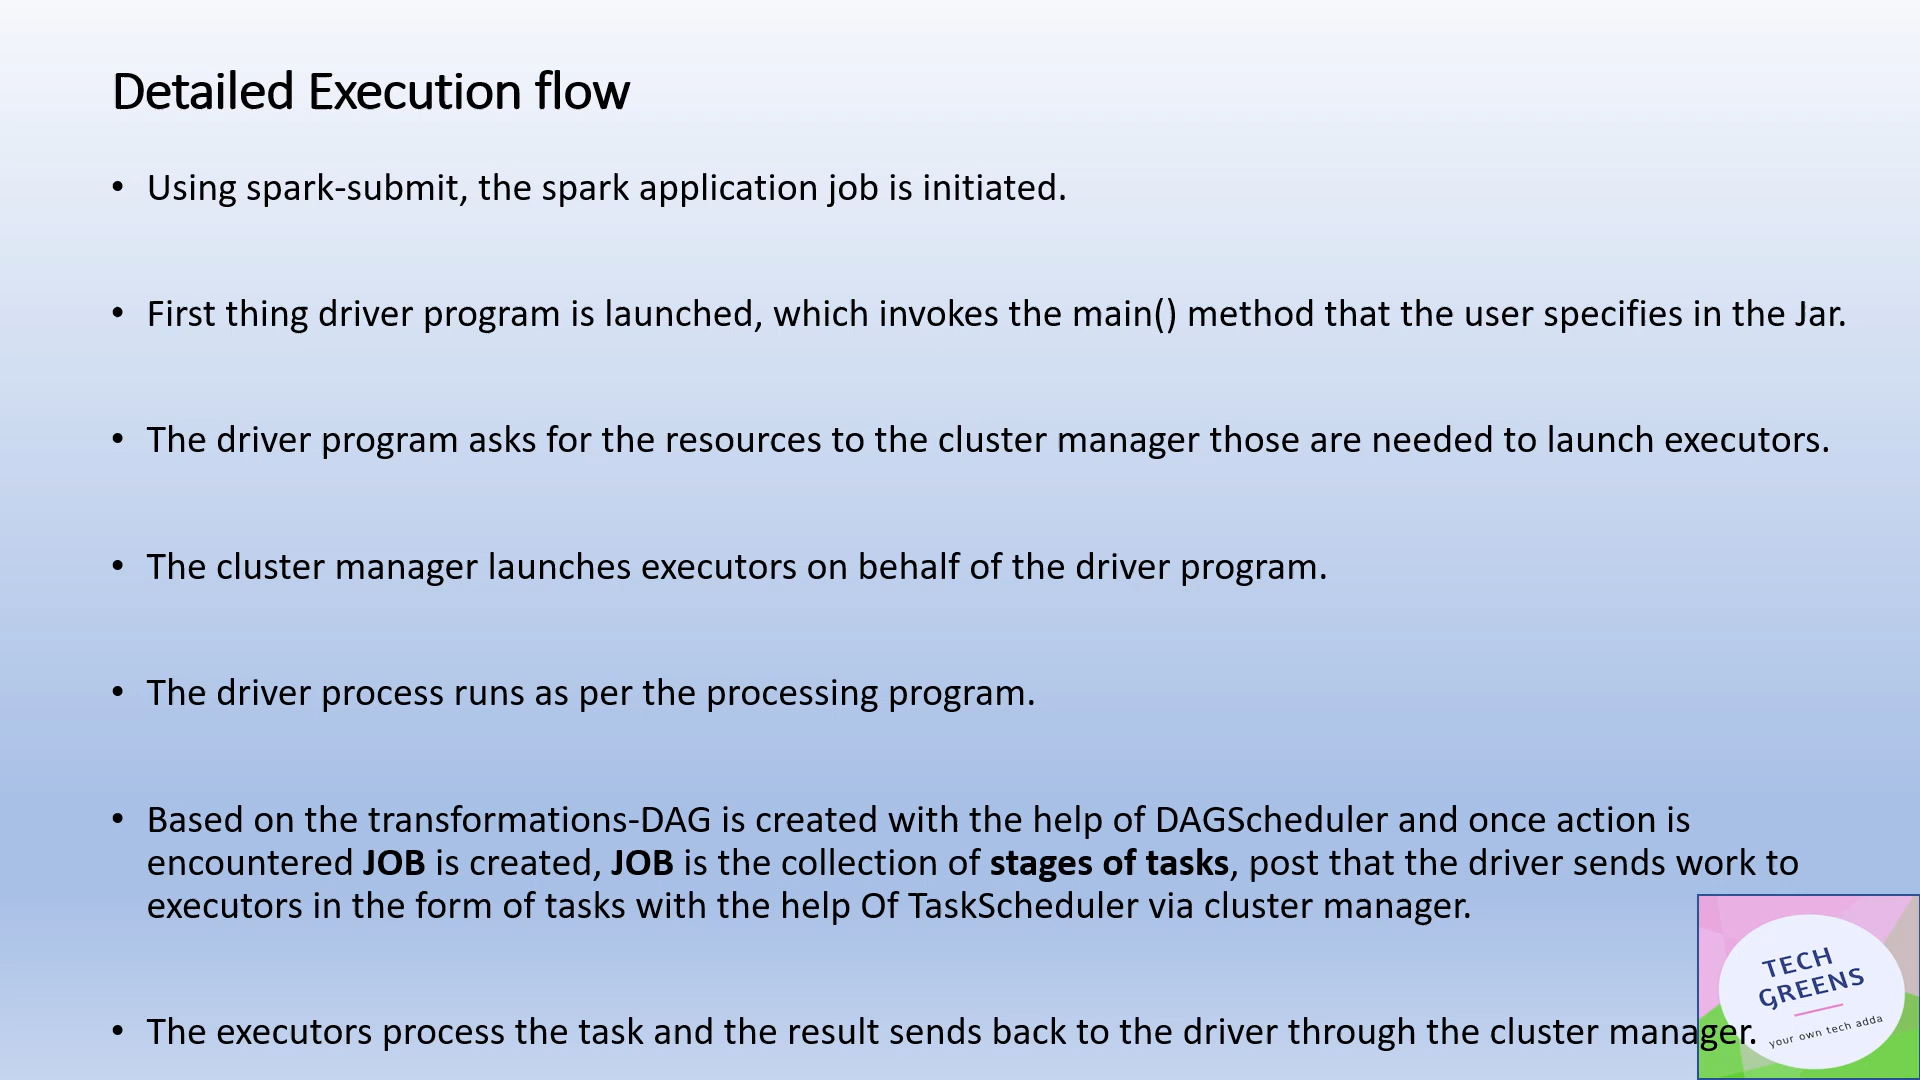 Detailed Execution flow
• Using spark-submit, the spark application job is initiated.
• First thing driver program is launched, which invokes the main() method that the user specifies in the Jar.
• The driver program asks for the resources to the cluster manager those are needed to launch executors.
• The cluster manager launches executors on behalf of the driver program.
• The driver process runs as per the processing program.
• Based on the transformations-DAG is created with the help of DAGScheduler and once action is
encountered JOB is created, JOB is the collection of stages of tasks, post that the driver sends work to
executors in the form of tasks with the help Of TaskScheduler via cluster manager.
• The executors process the task and the result sends back to the driver through the cluster manager.
TECH
GREENS
your own tech adda